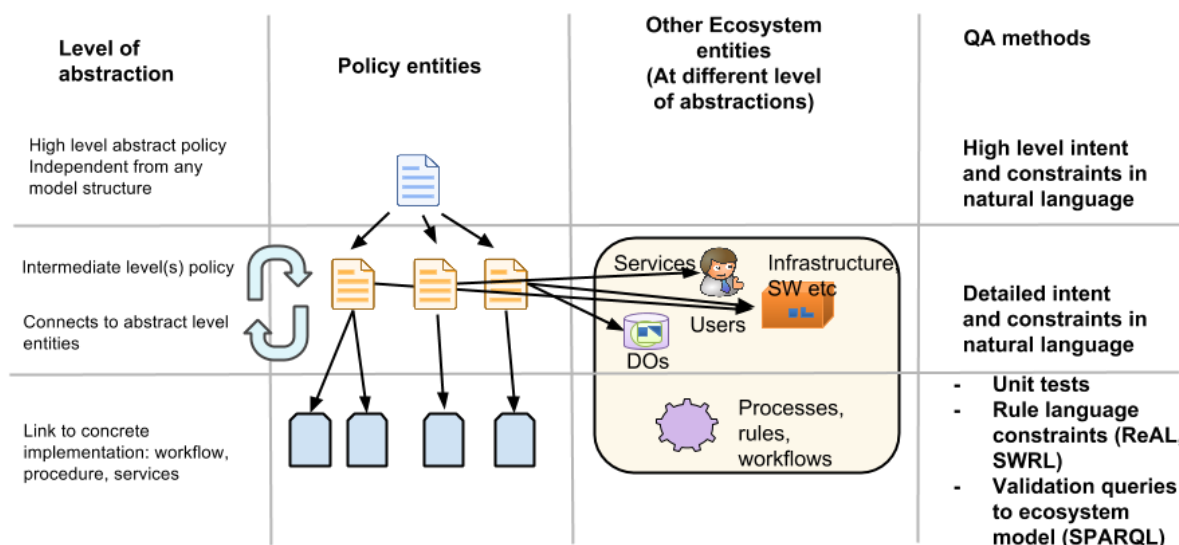 Level of
abstraction
Policy entities
Other Ecosystem
entities
(At different level
of abstractions)
QA methods
High level abstract policy
Independent from any
model structure
High level intent
and constraints in
natural language
Intermediate level(s) policy
Connects to abstract level
entities
Services
Infrastructure,
SW etc
Users
DOs
Detailed intent
and constraints in
natural language
Link to concrete
implementation: workflow,
procedure, services
Processes,
rules,
workflows
- Unit tests
- Rule language
constraints (ReAL,
SWRL)
- Validation queries
to ecosystem
model (SPARQL)